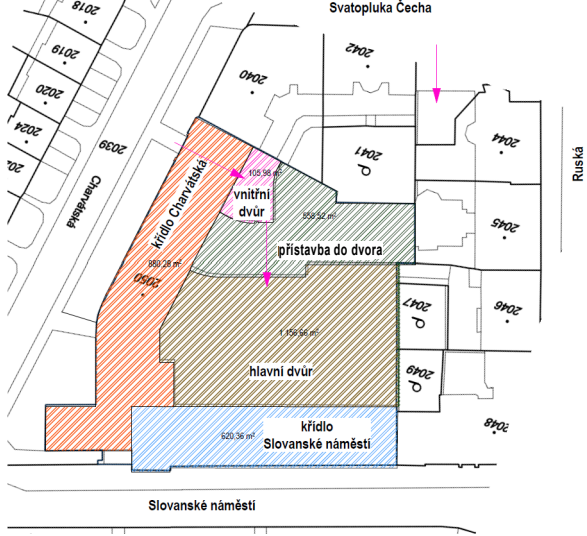 Svatopluka Čecha
2018
2019
2020
2024
2039
2040
2042
2041
2044
2045
2046
2047
2049
2048
Ruská
Charvátská
105,98 m²
vnitřní
dvůr
křídlo Charvátská
558,52 m²
přístavba do dvora
880,26 m²
2050
1 156,66 m²
hlavní dvůr
620,36 m²
křídlo
Slovanské náměstí
Slovanské náměstí